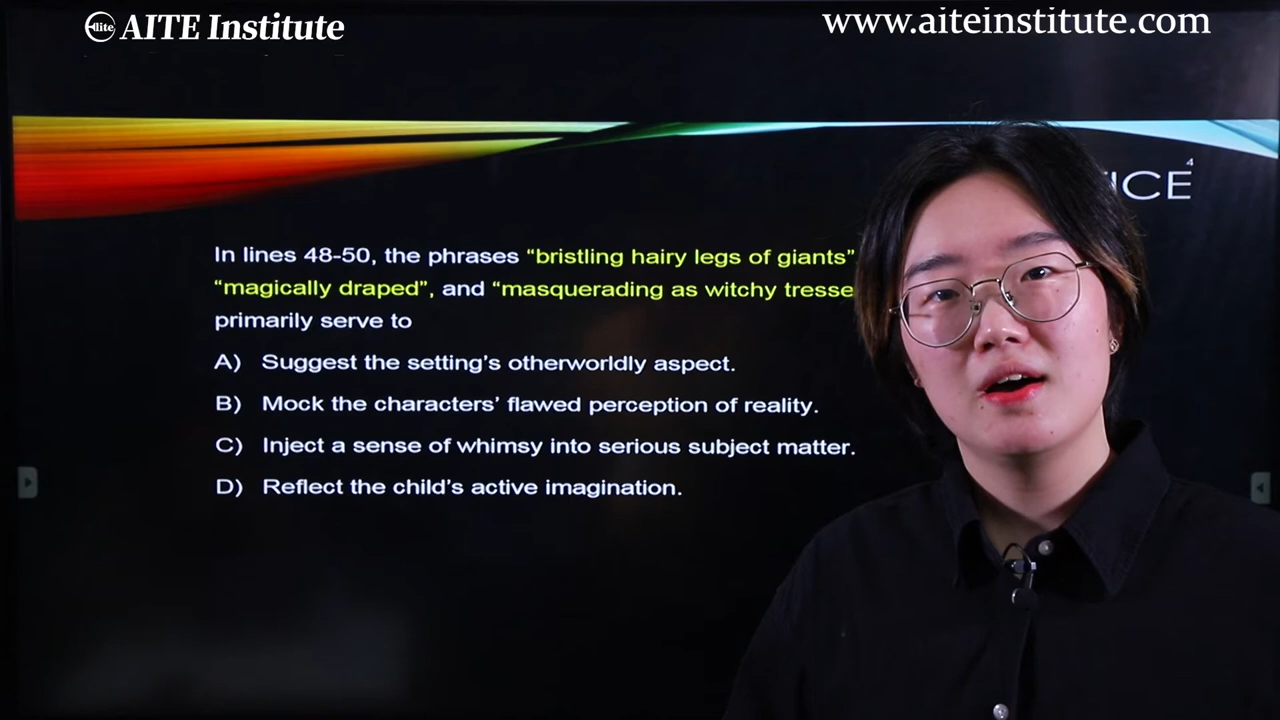 elite AITE Institute
www.aiteinstitute.com
4
ICE
In lines 48-50, the phrases “bristling hairy legs of giants”
“magically draped”, and “masquerading as witchy tresse
primarily serve to
A) Suggest the setting’s otherworldly aspect.
B) Mock the characters’ flawed perception of reality.
C) Inject a sense of whimsy into serious subject matter.
D) Reflect the child’s active imagination.